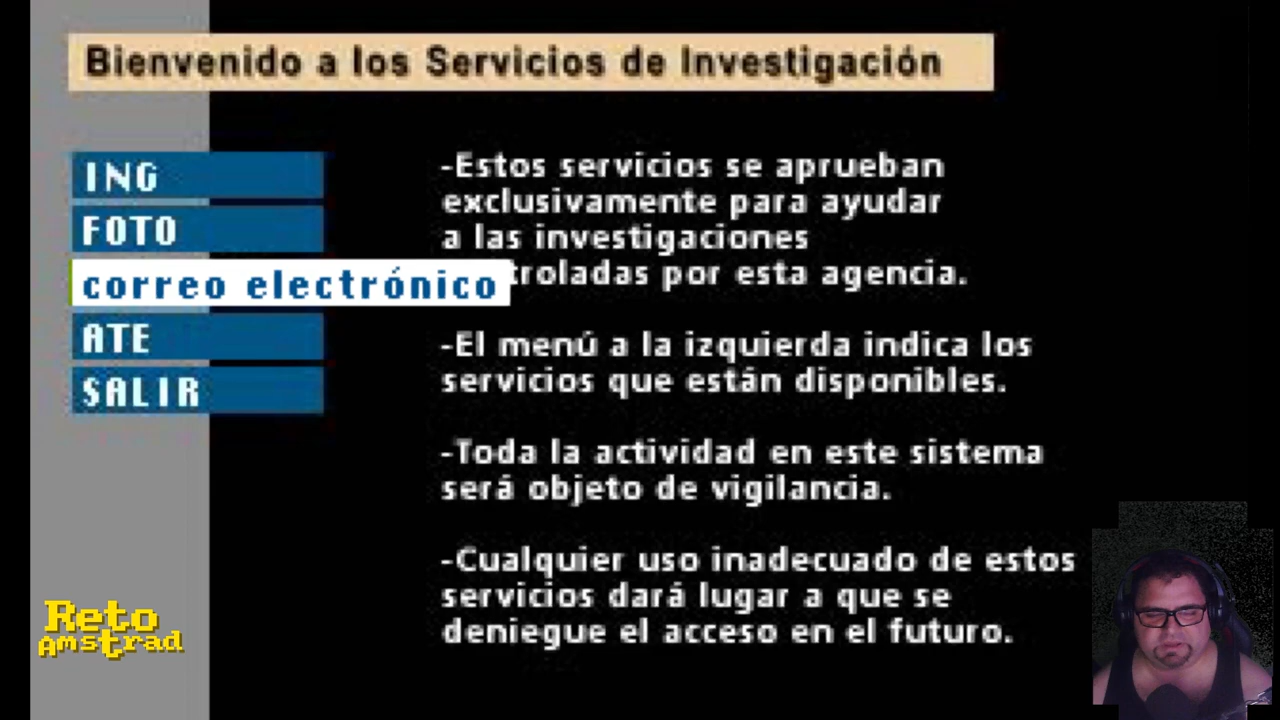 Bienvenido a los Servicios de Investigación
ING
FOTO
correo electrónico
ATE
SALIR
-Estos servicios se aprueban
exclusivamente para ayudar
a las investigaciones
troladas por esta agencia.
-El menú a la izquierda indica los
servicios que están disponibles.
-Toda la actividad en este sistema
será objeto de vigilancia.
-Cualquier uso inadecuado de estos
servicios dará lugar a que se
deniegue el acceso en el futuro.
Reto
Amstrad